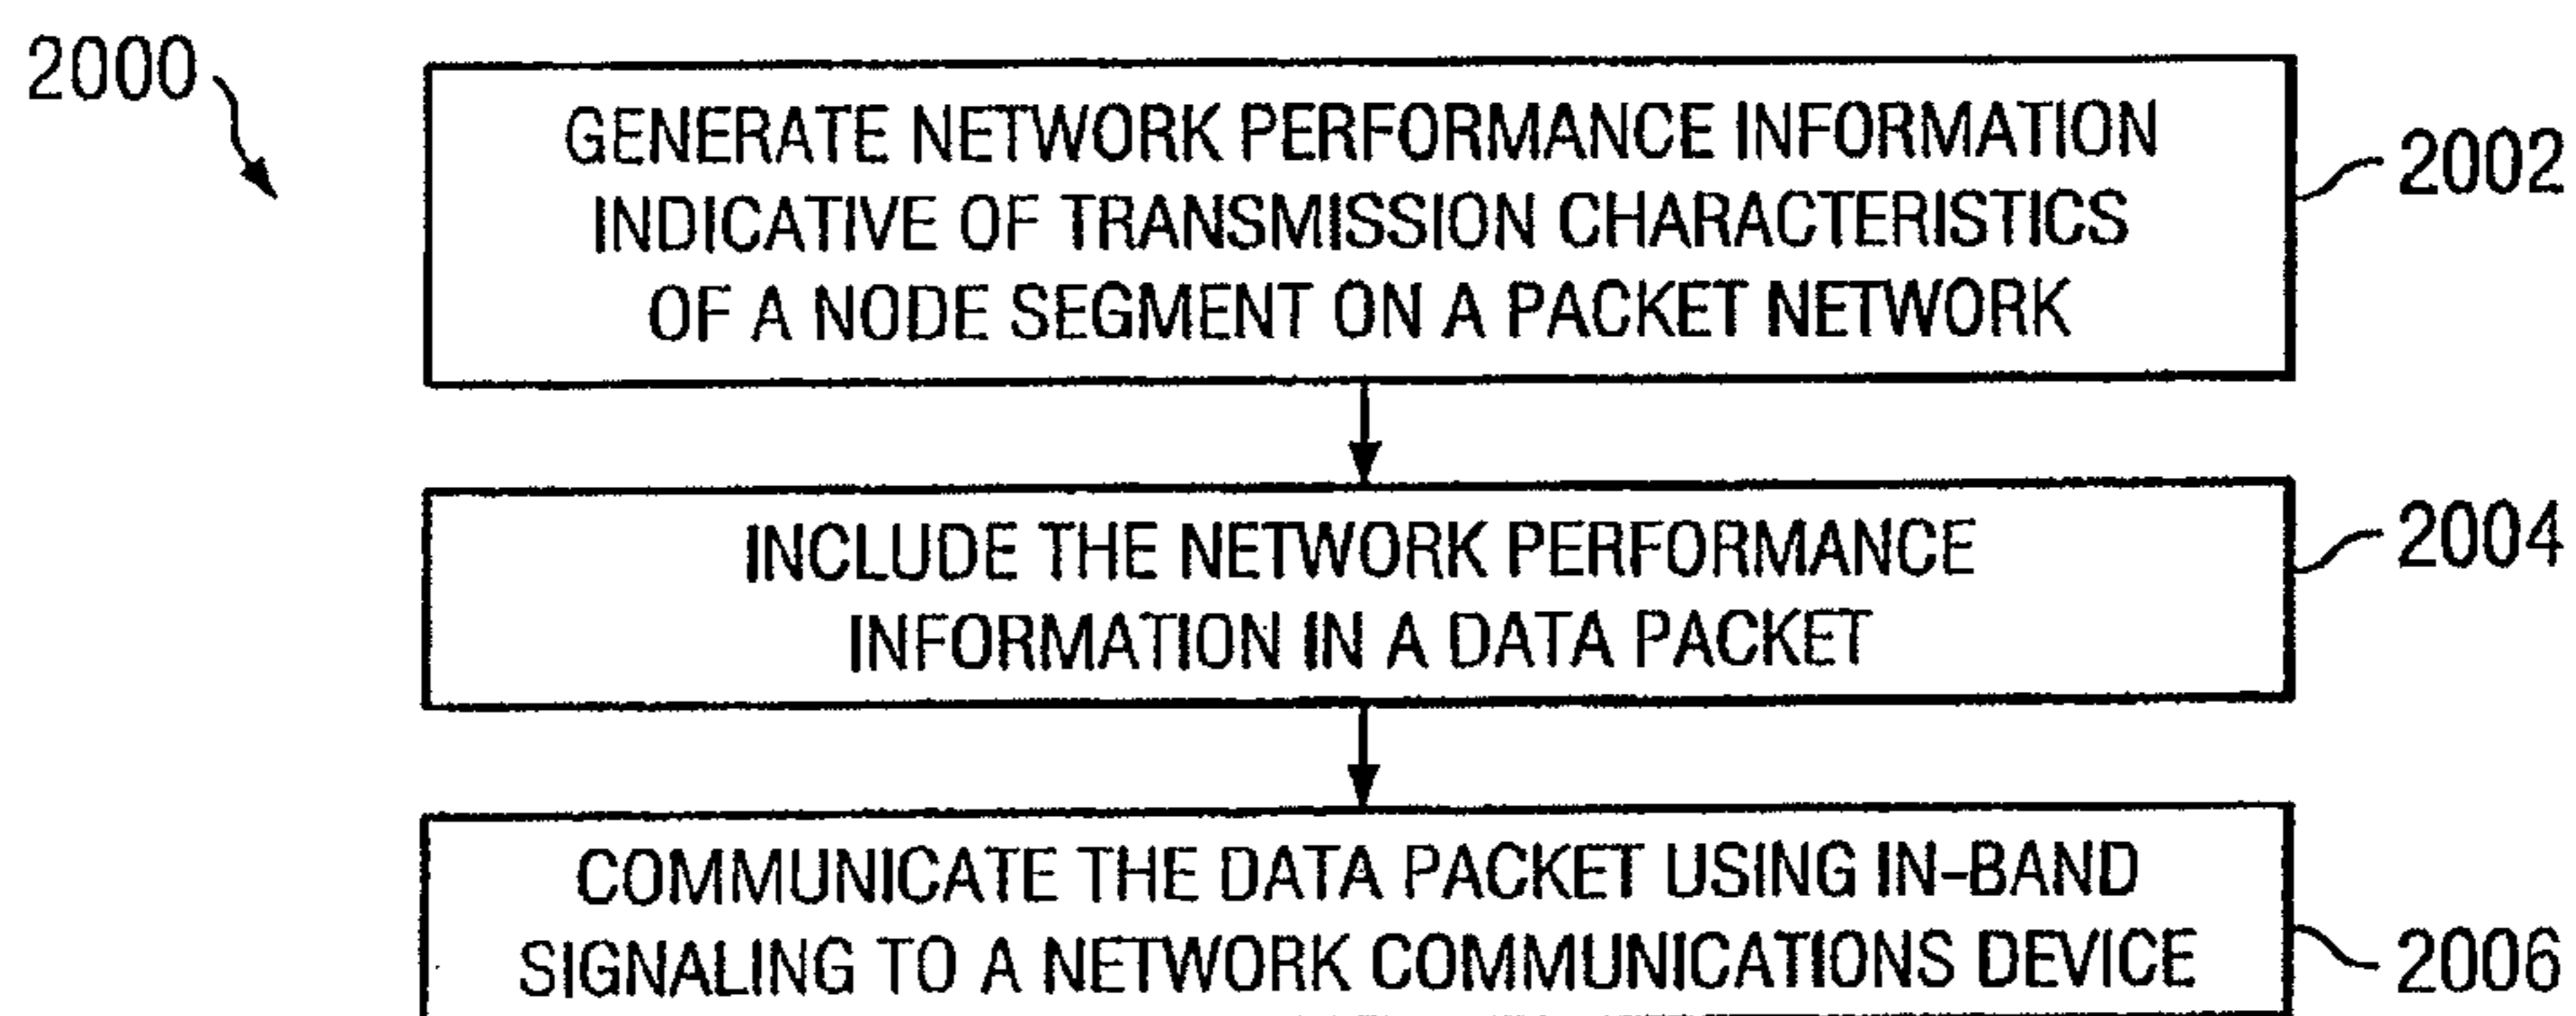 2000
GENERATE NETWORK PERFORMANCE INFORMATION
INDICATIVE OF TRANSMISSION CHARACTERISTICS
OF A NODE SEGMENT ON A PACKET NETWORK
2002
INCLUDE THE NETWORK PERFORMANCE
INFORMATION IN A DATA PACKET
2004
COMMUNICATE THE DATA PACKET USING IN-BAND
SIGNALING TO A NETWORK COMMUNICATIONS DEVICE
2006